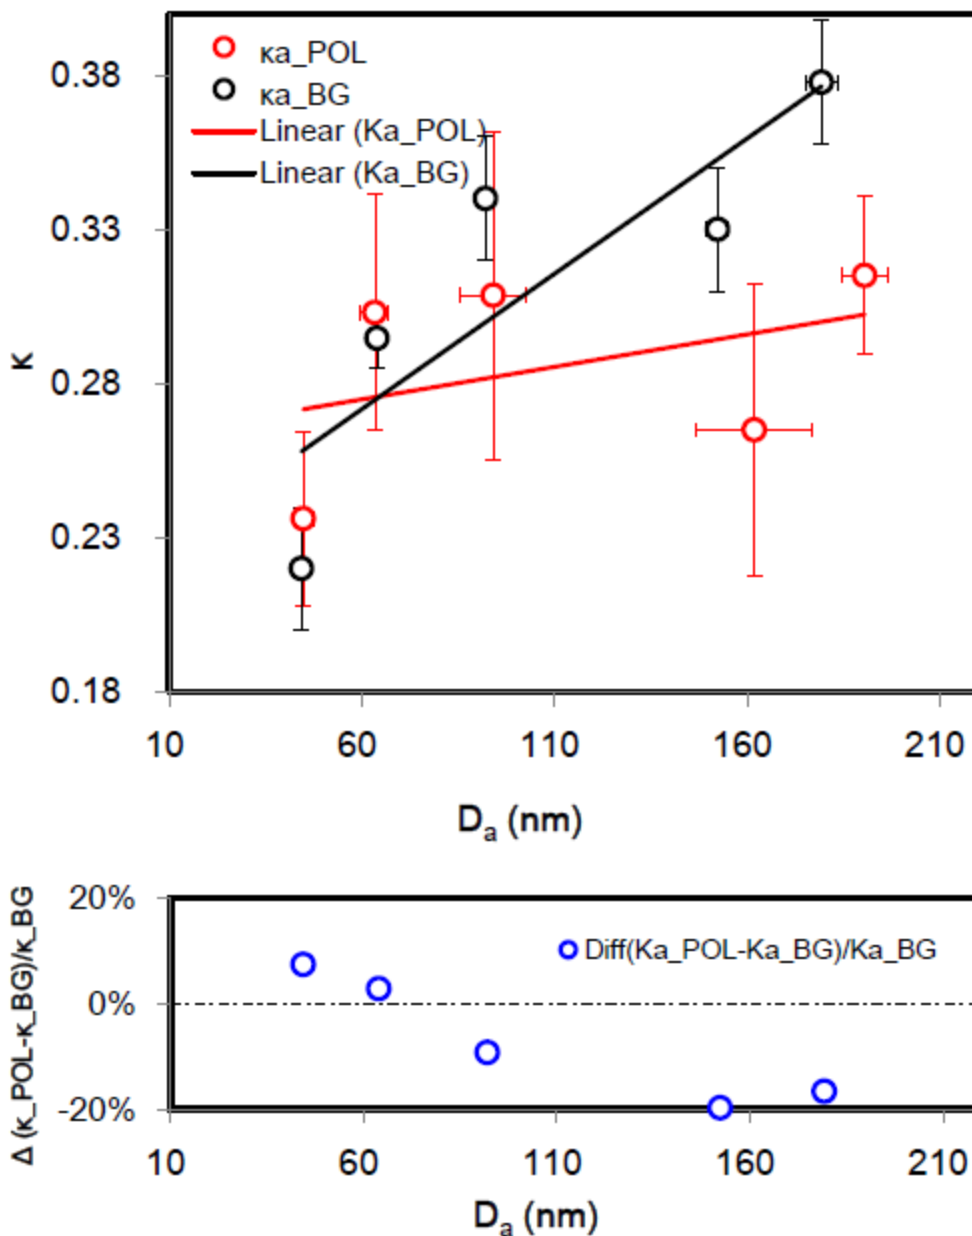 κa_POL
κa_BG
Linear (Ka_POL)
Linear (Ka_BG)
0.38
0.33
0.28
0.23
0.18
κ
10 60 110 160 210
Dₐ (nm)
Δ (κ_POL-κ_BG)/κ_BG
20%
0%
-20%
Diff(Ka_POL-Ka_BG)/Ka_BG
10 60 110 160 210
Dₐ (nm)